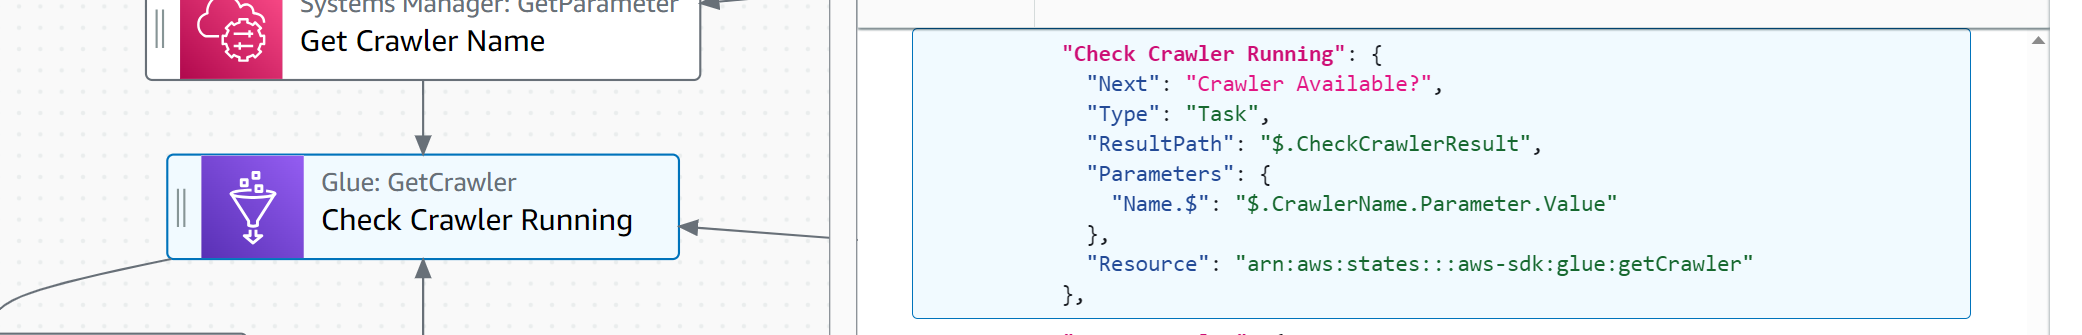 Systems Manager: GetParameter
Get Crawler Name
Glue: GetCrawler
Check Crawler Running
"Check Crawler Running": {
"Next": "Crawler Available?",
"Type": "Task",
"ResultPath": "$.CheckCrawlerResult",
"Parameters": {
"Name.$": "$.CrawlerName.Parameter.Value"
},
"Resource": "arn:aws:states:::aws-sdk:glue:getCrawler"
},